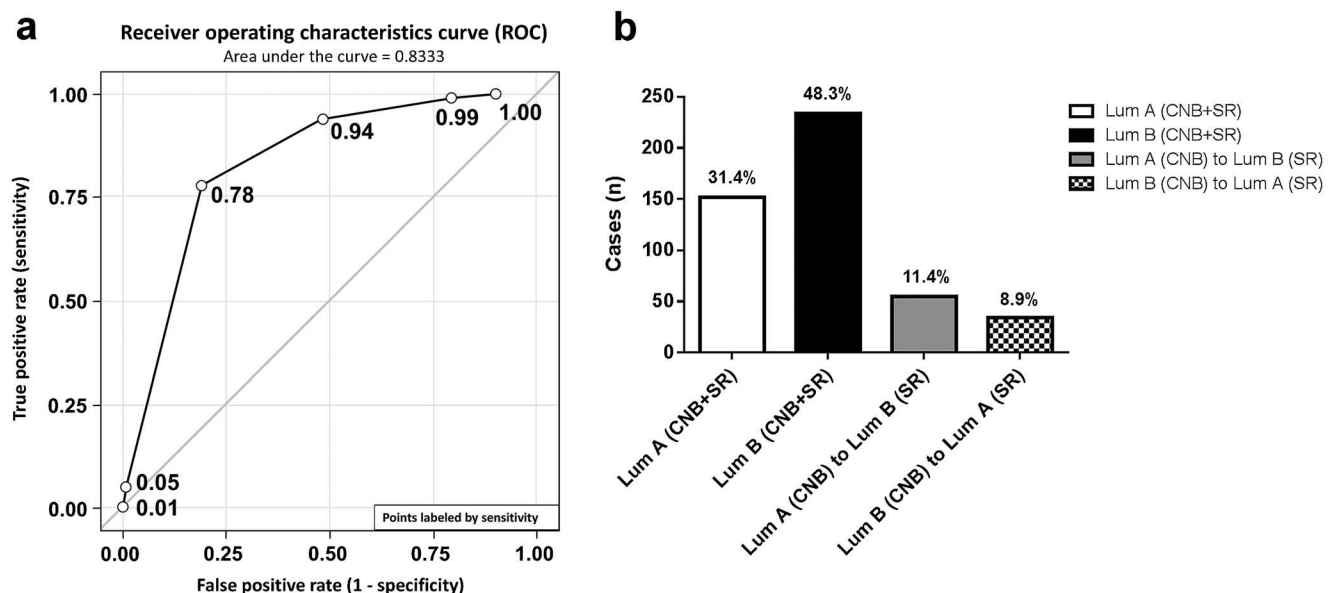 a
Receiver operating characteristics curve (ROC)
Area under the curve = 0.8333
True positive rate (sensitivity)
1.00
0.75
0.50
0.25
0.00
0.78
0.94
0.99
1.00
0.05
0.01
Points labeled by sensitivity
0.00 0.25 0.50 0.75 1.00
False positive rate (1 - specificity)
b
Cases (n)
250
200
150
100
50
0
31.4%
48.3%
11.4%
8.9%
Lum A (CNB+SR)
Lum B (CNB+SR)
Lum A (CNB) to Lum B (SR)
Lum B (CNB) to Lum A (SR)
Lum A (CNB+SR)
Lum B (CNB+SR)
Lum A (CNB) to Lum B (SR)
Lum B (CNB) to Lum A (SR)